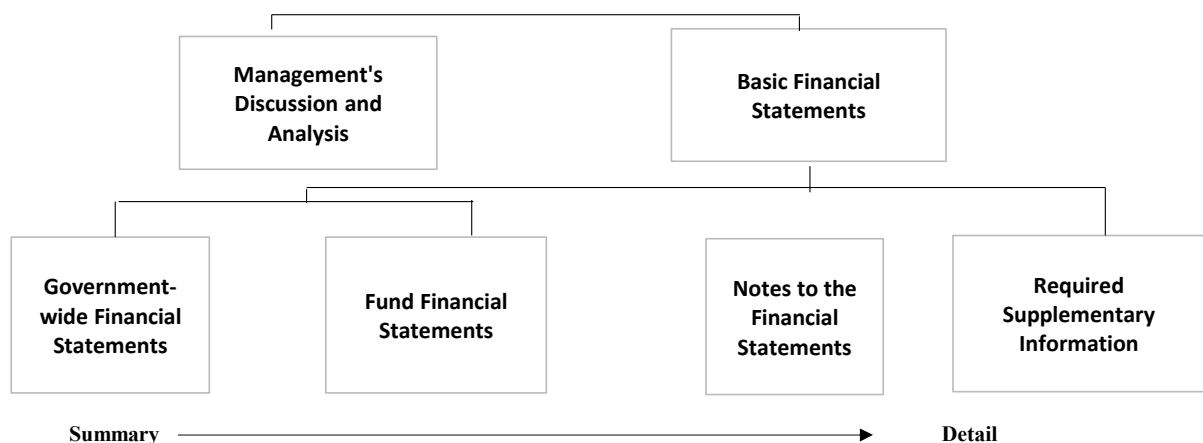 Management's
Discussion and
Analysis
Basic Financial
Statements
Government-
wide Financial
Statements
Fund Financial
Statements
Notes to the
Financial
Statements
Required
Supplementary
Information
Summary
Detail